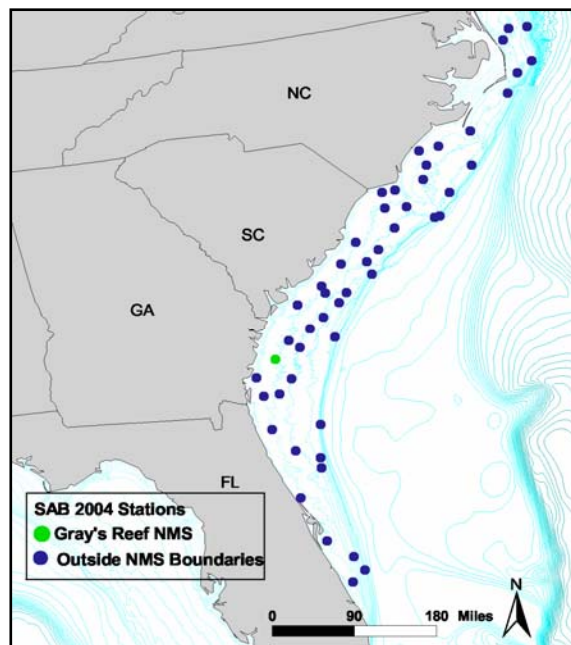 NC
SC
GA
FL
SAB 2004 Stations
Gray's Reef NMS
Outside NMS Boundaries
N
0 90 180 Miles